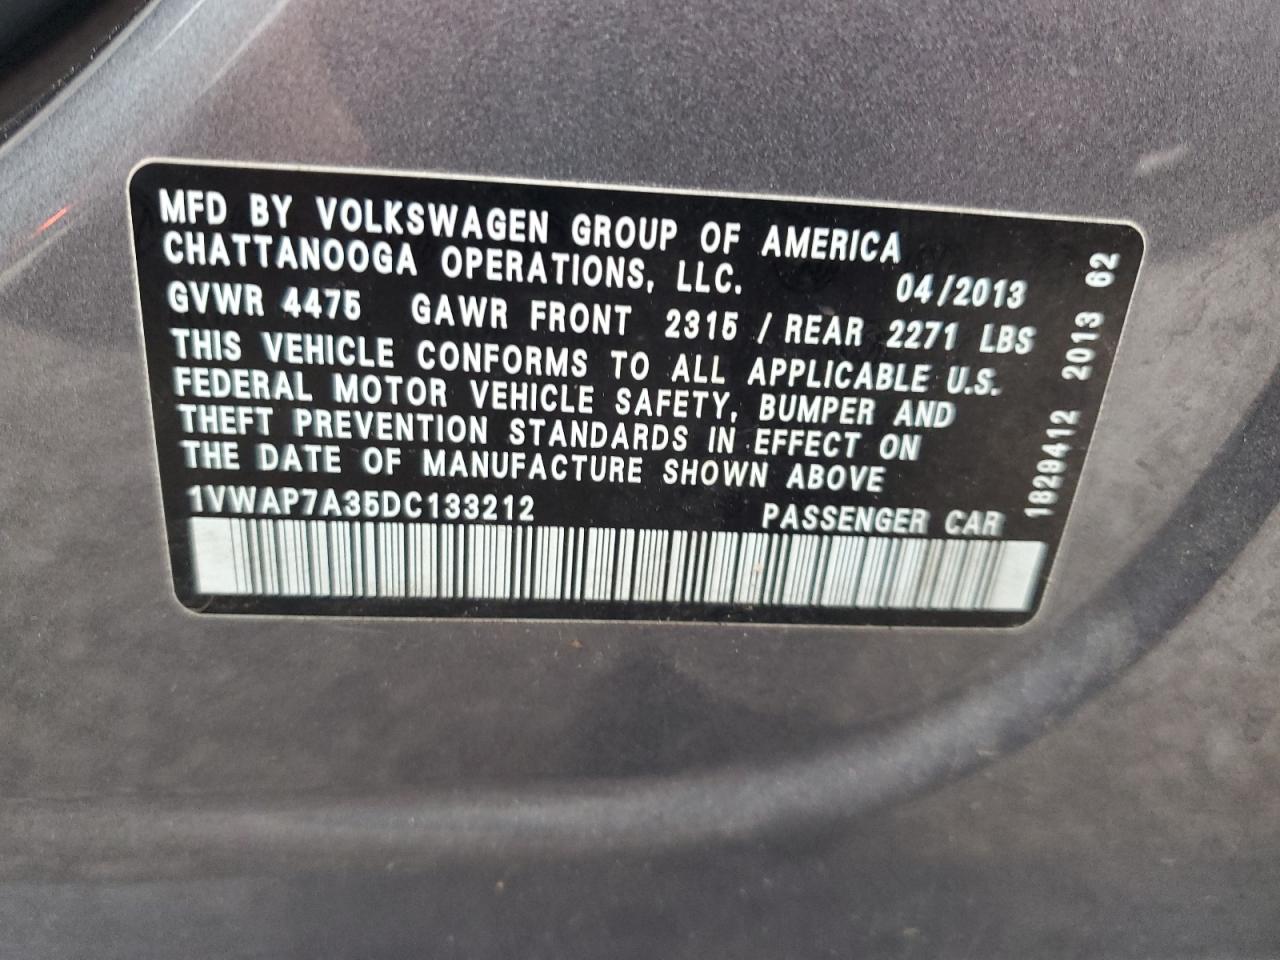 MFD BY VOLKSWAGEN GROUP OF AMERICA
CHATTANOOGA OPERATIONS, LLC.
04/2013
GVWR 4475 GAWR FRONT 2315 / REAR 2271 LBS
THIS VEHICLE CONFORMS TO ALL APPLICABLE U.S.
FEDERAL MOTOR VEHICLE SAFETY, BUMPER AND
THEFT PREVENTION STANDARDS IN EFFECT ON
THE DATE OF MANUFACTURE SHOWN ABOVE
1VWAP7A35DC133212 PASSENGER CAR
1829412 2013 62